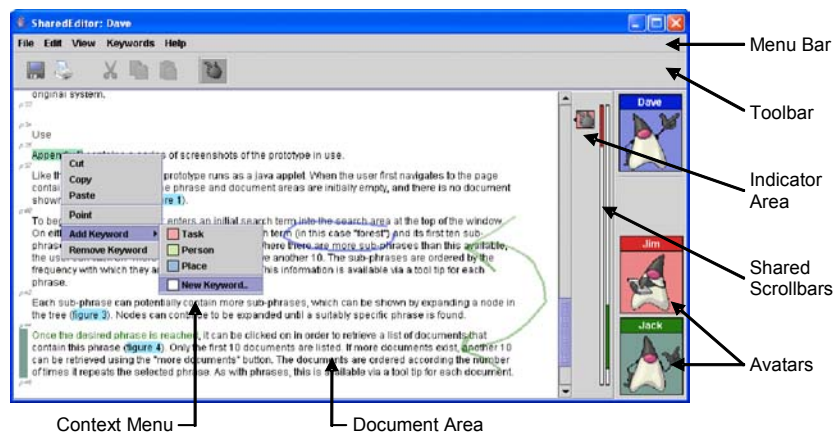 SharedEditor: Dave
File Edit View Keywords Help
original system.
Use
of screenshots of the prototype in use.
Like th prototype runs as a java applet. When the user first navigates to the page
contai e phrase and document areas are initially empty, and there is no document
shown re 1).
To beg enters an initial search term into the search area at the top of the window.
On eit term (in this case "forest") and its first ten sub-
phras here there are more sub-phrases than this available,
the us e another 10. The sub-phrases are ordered by the
frequency with which they a his information is available via a tool tip for each
phrase.
Each sub-phrase can potentially contain more sub-phrases, which can be shown by expanding a node in
the tree (figure 3). Nodes can continue to be expanded until a suitably specific phrase is found.
Once the desired phrase is reached, it can be clicked on in order to retrieve a list of documents that
contain this phrase (figure 4). Only the first 10 documents are listed. If more documents exist, another 10
can be retrieved using the "more documents" button. The documents are ordered according the number
of times it repeats the selected phrase. As with phrases, this is available via a tool tip for each document.
Cut
Copy
Paste
Point
Add Keyword
Remove Keyword
Task
Person
Place
New Keyword..
Dave
Jim
Jack
Menu Bar
Toolbar
Indicator
Area
Shared
Scrollbars
Avatars
Context Menu
Document Area